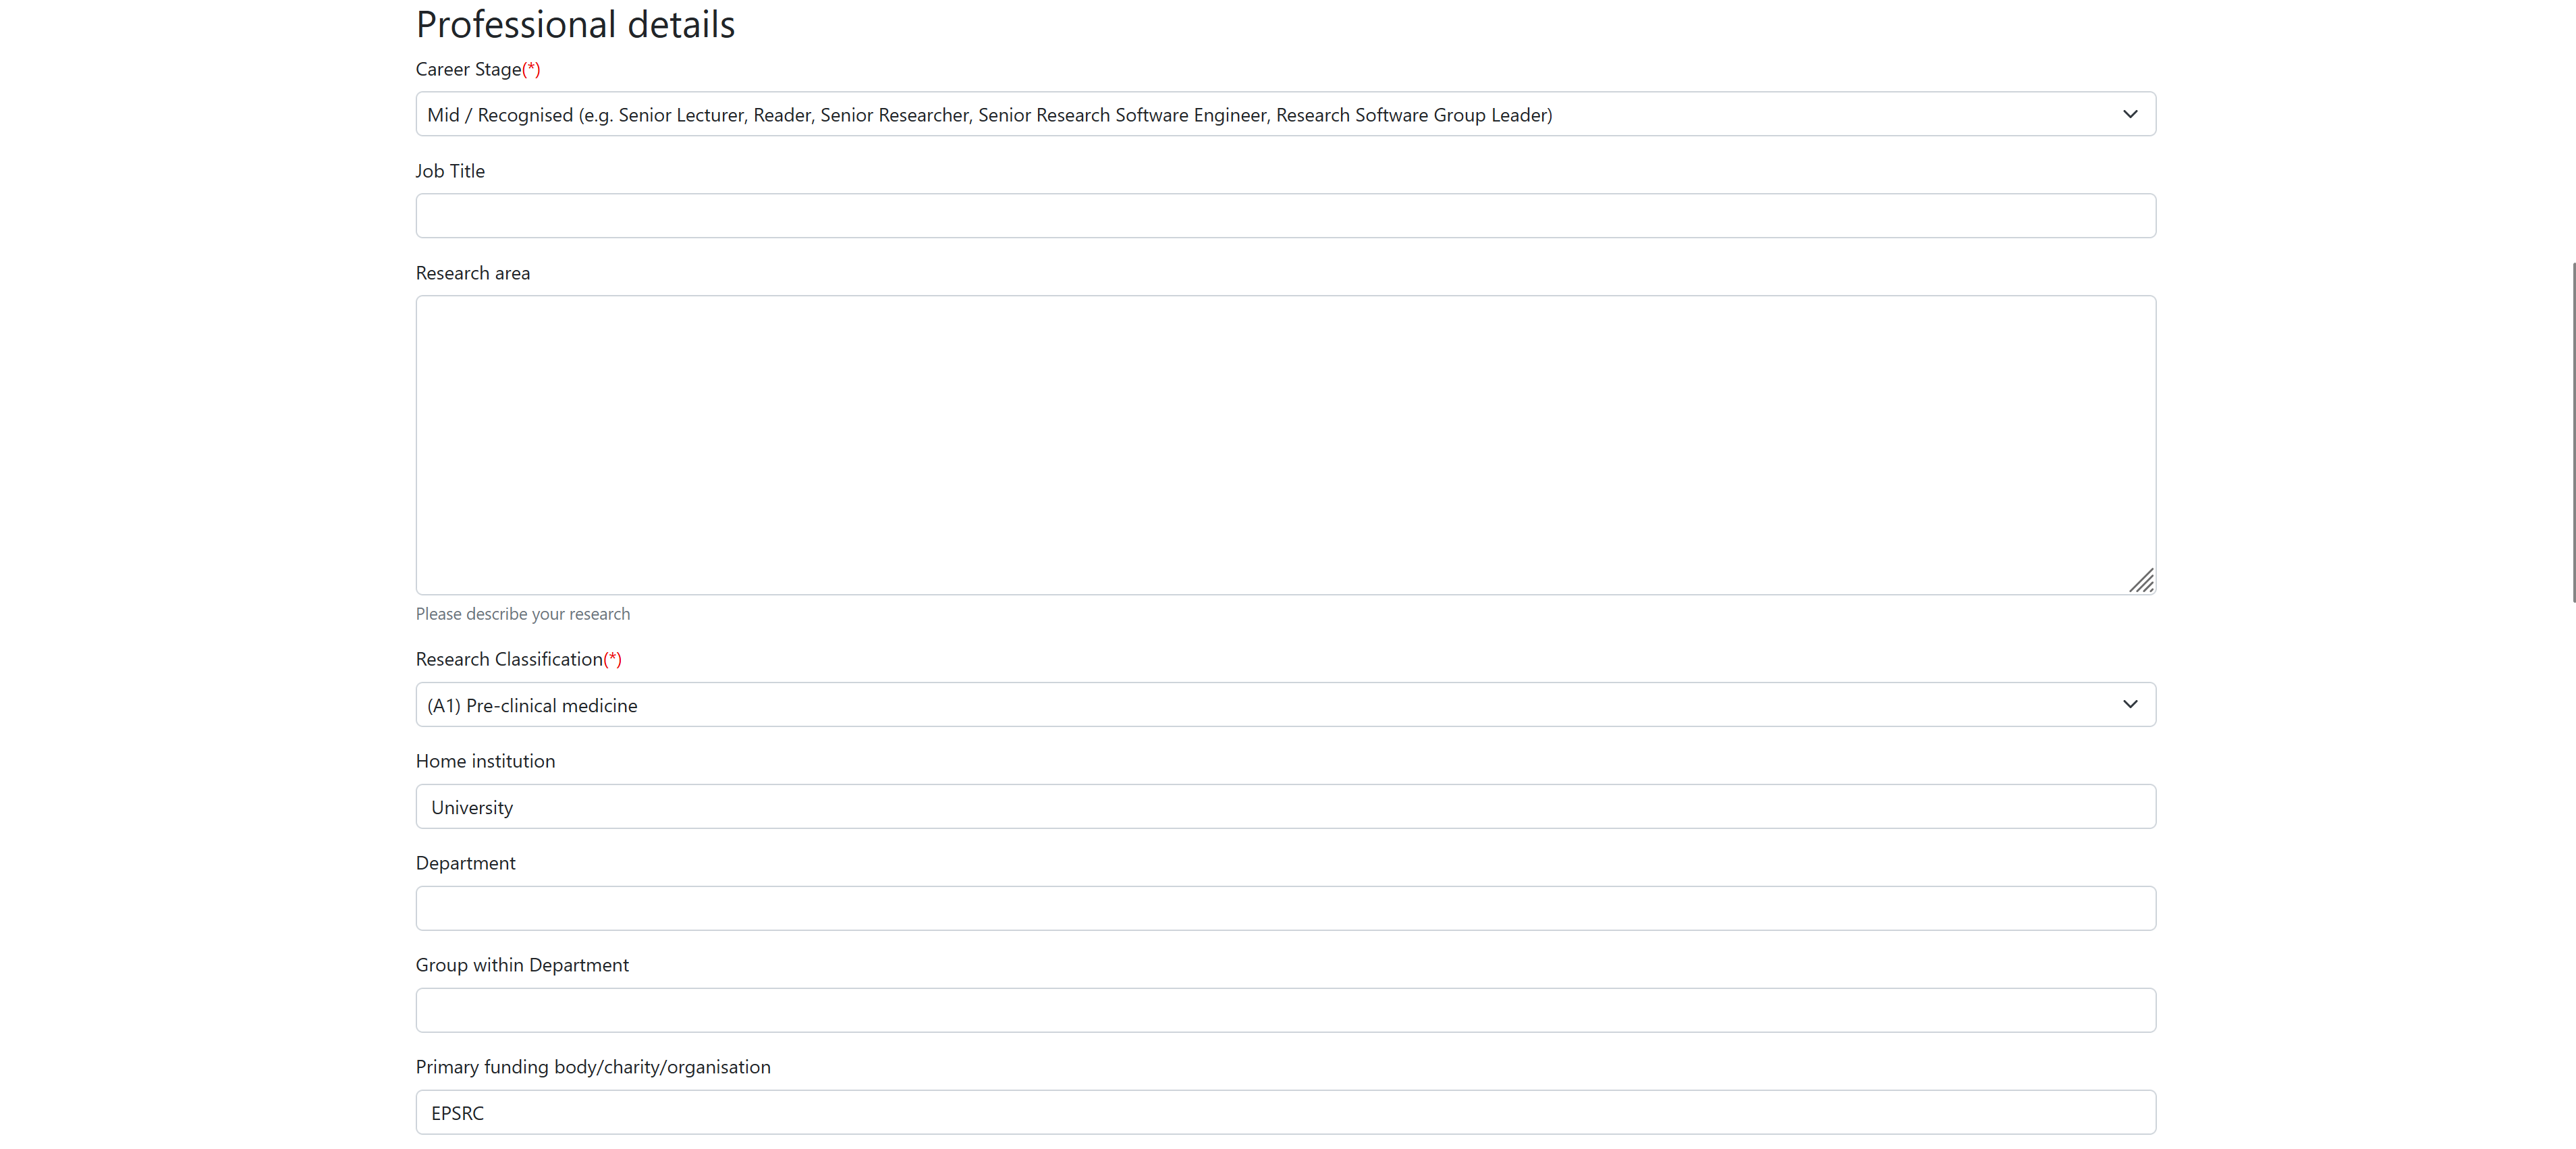 Professional details
Career Stage(*)
Mid / Recognised (e.g. Senior Lecturer, Reader, Senior Researcher, Senior Research Software Engineer, Research Software Group Leader)
Job Title
Research area
Please describe your research
Research Classification(*)
(A1) Pre-clinical medicine
Home institution
University
Department
Group within Department
Primary funding body/charity/organisation
EPSRC